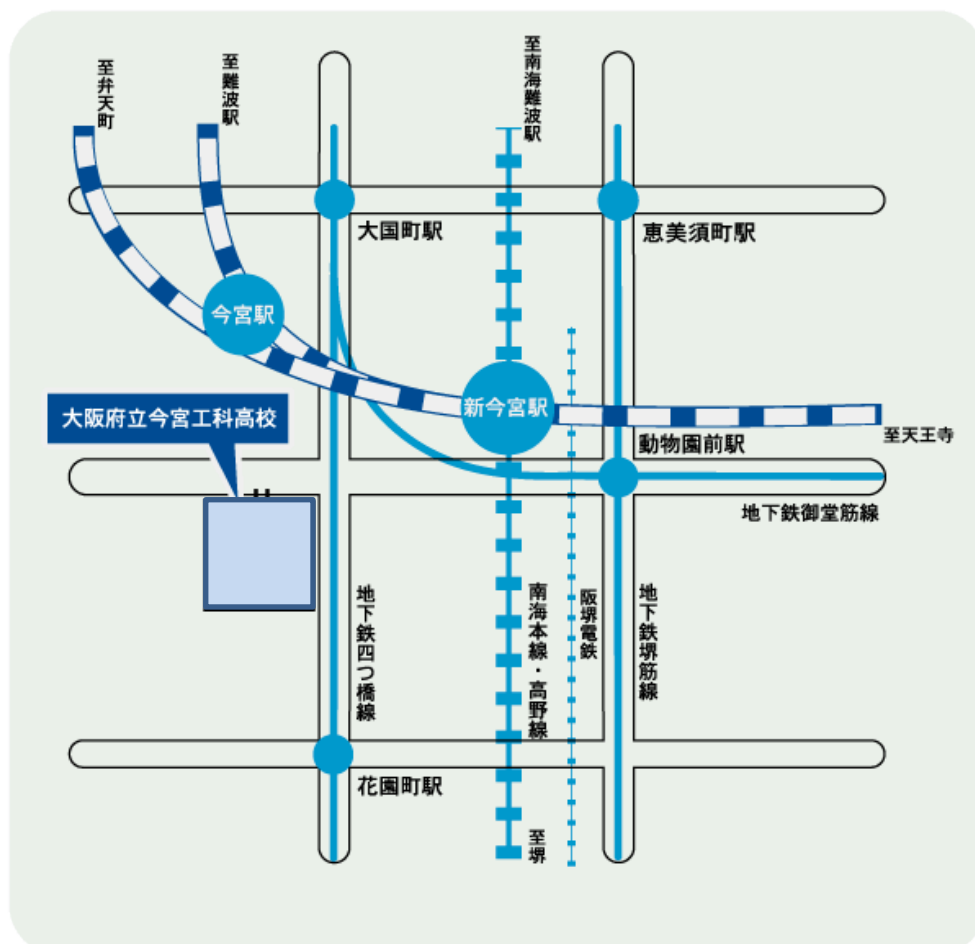 至弁天町
至難波駅
至南海難波駅
大国町駅
恵美須町駅
今宮駅
新今宮駅
大阪府立今宮工科高校
動物園前駅
至天王寺
地下鉄御堂筋線
地下鉄四つ橋線
南海本線・高野線
阪堺電鉄
地下鉄堺筋線
花園町駅
至堺